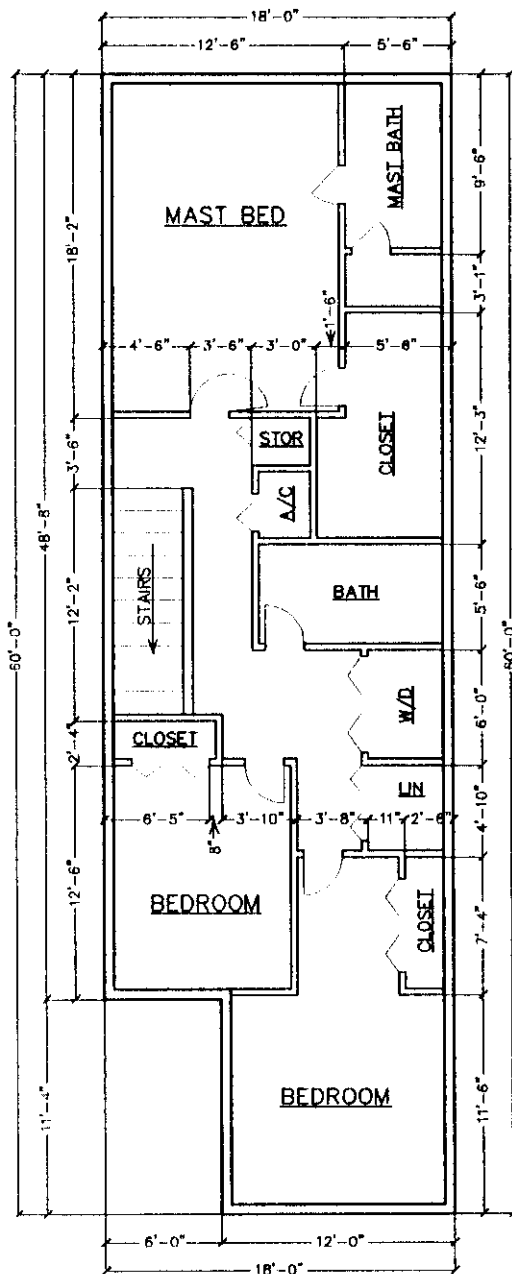 18'-0"
12'-6" 5'-6"
MAST BATH
9'-6"
MAST BED
18'-2"
3'-1"
1'-6"
4'-6" 3'-6" 3'-0" 5'-6"
STOR
CLOSET
12'-3"
3'-6"
A/C
48'-8"
60'-0"
60'-0"
STAIRS
12'-2"
BATH
5'-6"
W/D
6'-0"
CLOSET
2'-4"
LIN
6'-5" 8" 3'-10" 3'-8" 11" 2'-6"
4'-10"
12'-6"
BEDROOM
CLOSET
7'-4"
BEDROOM
11'-4"
11'-6"
6'-0" 12'-0"
18'-0"